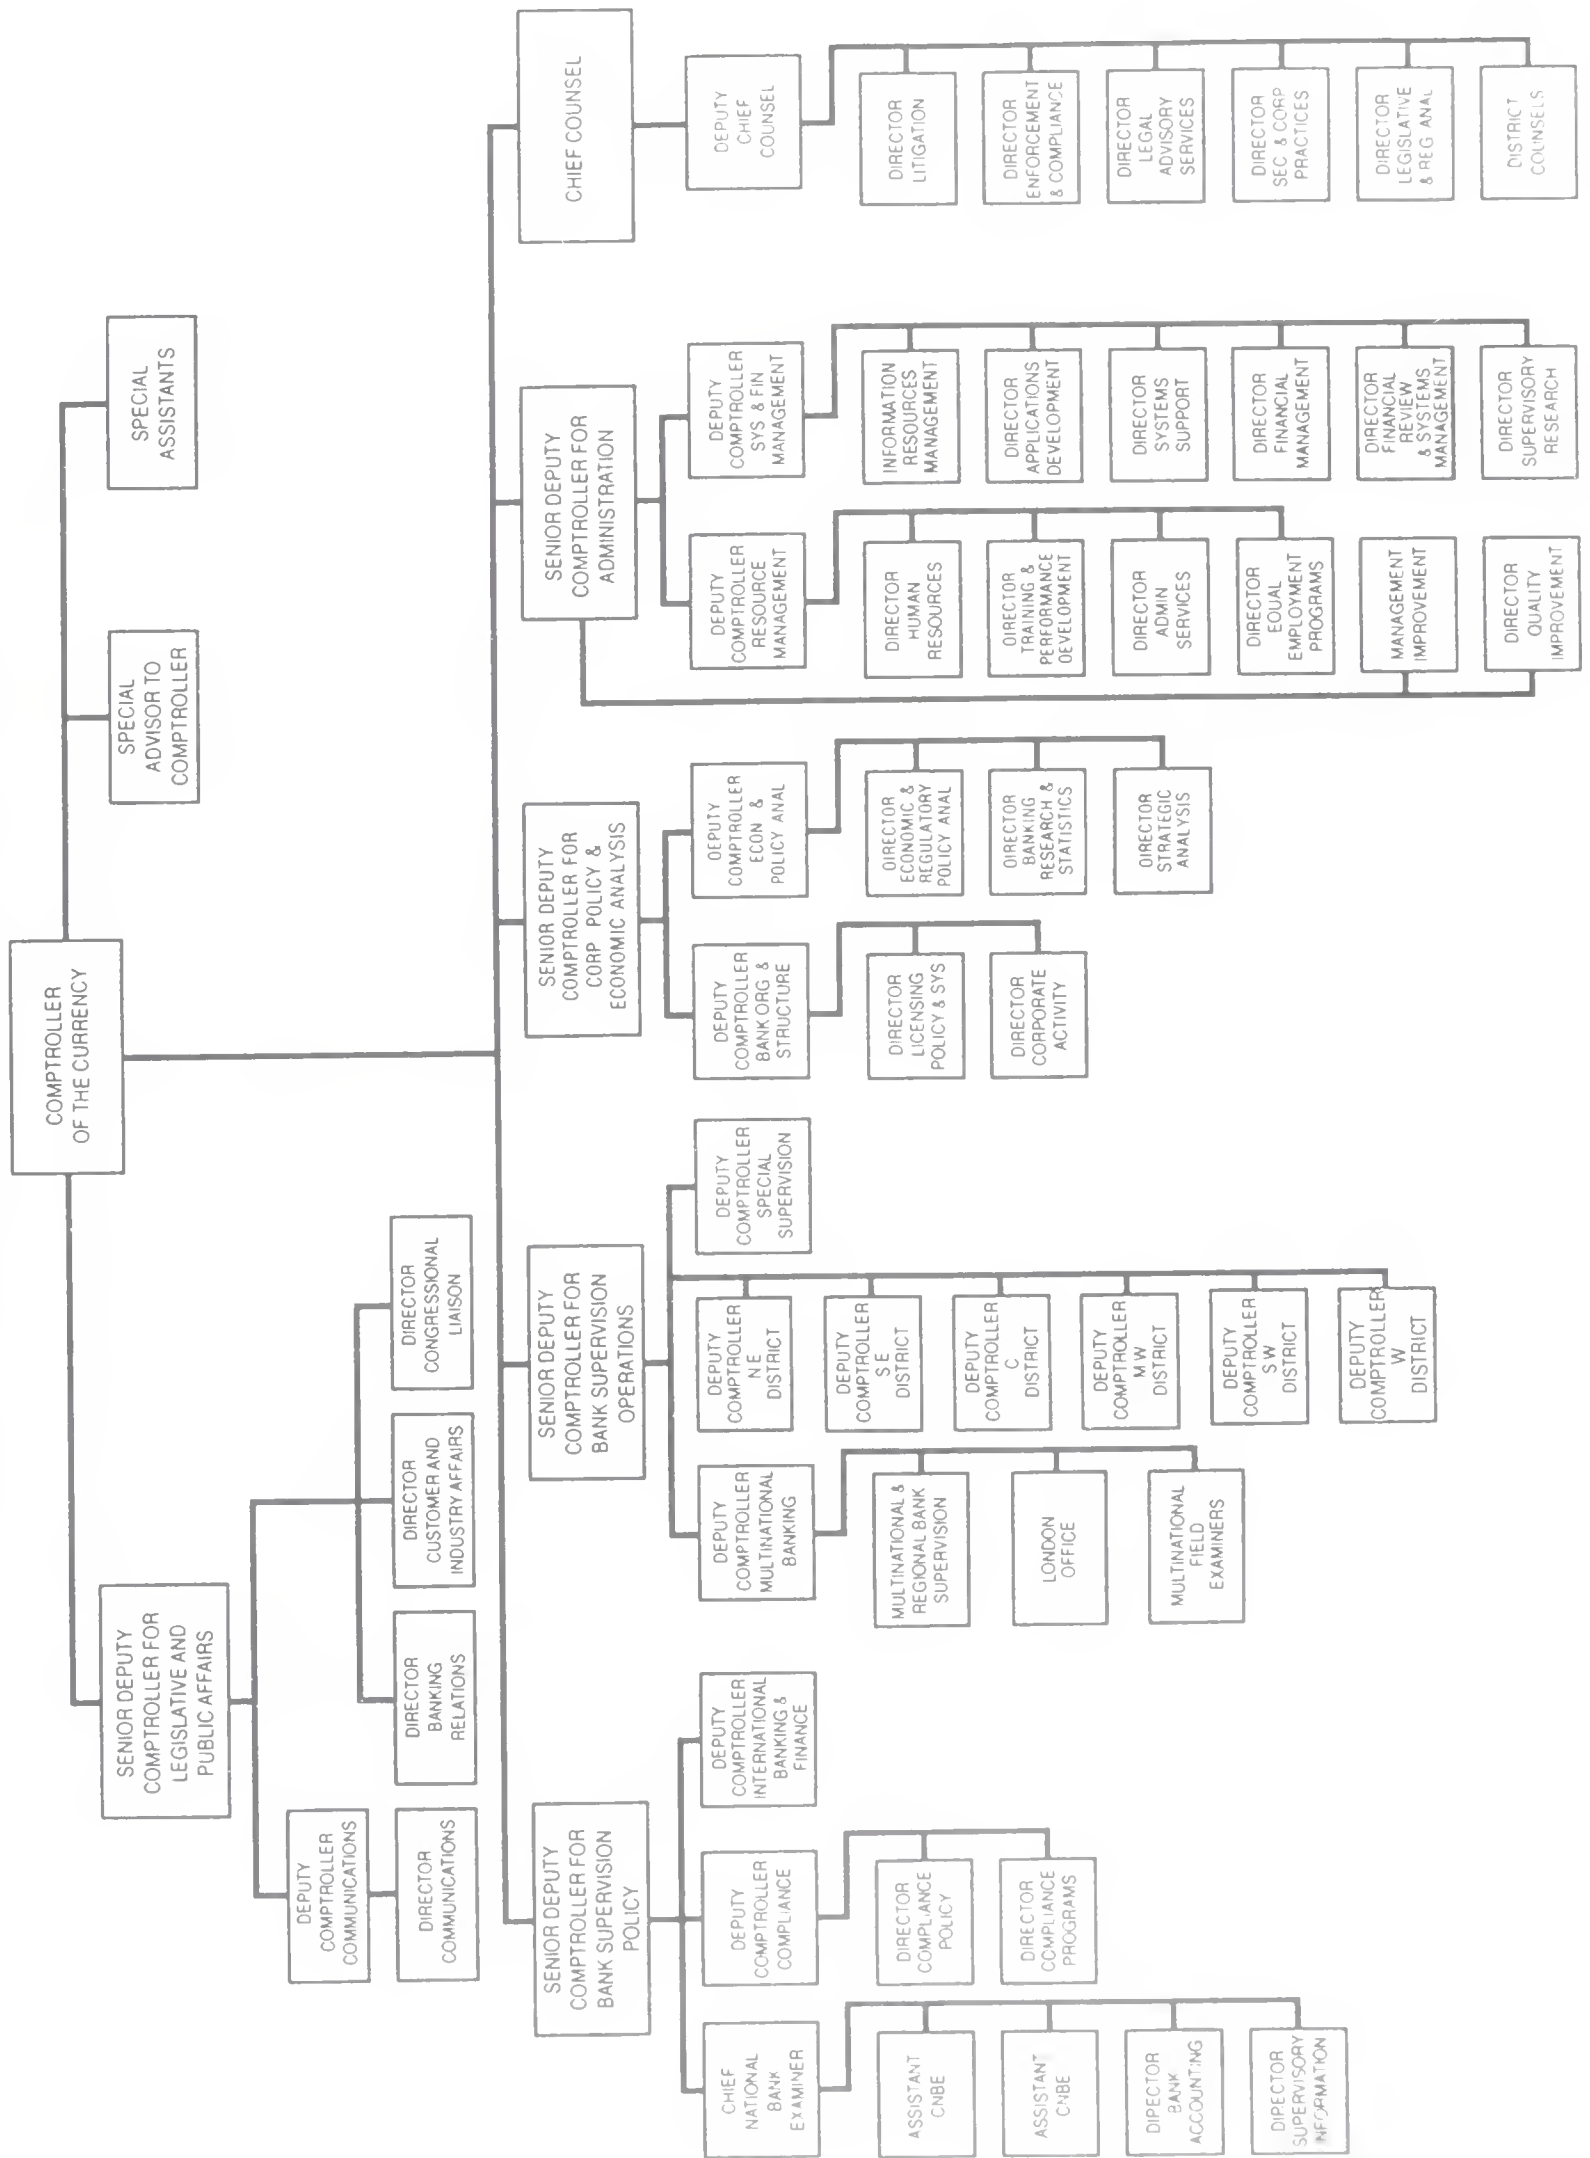 COMPTROLLER
OF THE CURRENCY
SPECIAL
ADVISOR TO
COMPTROLLER
SPECIAL
ASSISTANTS
SENIOR DEPUTY
COMPTROLLER FOR
LEGISLATIVE AND
PUBLIC AFFAIRS
DEPUTY
COMPTROLLER
COMMUNICATIONS
DIRECTOR
COMMUNICATIONS
DIRECTOR
BANKING
RELATIONS
DIRECTOR
CUSTOMER AND
INDUSTRY AFFAIRS
DIRECTOR
CONGRESSIONAL
LIAISON
SENIOR DEPUTY
COMPTROLLER FOR
BANK SUPERVISION
POLICY
CHIEF
NATIONAL
BANK
EXAMINER
ASSISTANT
CNBE
ASSISTANT
CNBE
DIRECTOR
BANK
ACCOUNTING
DIRECTOR
SUPERVISORY
INFORMATION
DEPUTY
COMPTROLLER
COMPLIANCE
DIRECTOR
COMPLIANCE
POLICY
DIRECTOR
COMPLIANCE
PROGRAMS
DEPUTY
COMPTROLLER
INTERNATIONAL
BANKING &
FINANCE
SENIOR DEPUTY
COMPTROLLER FOR
BANK SUPERVISION
OPERATIONS
DEPUTY
COMPTROLLER
MULTINATIONAL
BANKING
MULTINATIONAL &
REGIONAL BANK
SUPERVISION
LONDON
OFFICE
MULTINATIONAL
FIELD
EXAMINERS
DEPUTY
COMPTROLLER
N E
DISTRICT
DEPUTY
COMPTROLLER
S E
DISTRICT
DEPUTY
COMPTROLLER
C
DISTRICT
DEPUTY
COMPTROLLER
MW
DISTRICT
DEPUTY
COMPTROLLER
SW
DISTRICT
DEPUTY
COMPTROLLER
W
DISTRICT
DEPUTY
COMPTROLLER
SPECIAL
SUPERVISION
SENIOR DEPUTY
COMPTROLLER FOR
CORP POLICY &
ECONOMIC ANALYSIS
DEPUTY
COMPTROLLER
BANK ORG &
STRUCTURE
DIRECTOR
LICENSING
POLICY & SYS
DIRECTOR
CORPORATE
ACTIVITY
DEPUTY
COMPTROLLER
ECON &
POLICY ANAL
DIRECTOR
ECONOMIC &
REGULATORY
POLICY ANAL
DIRECTOR
BANKING
RESEARCH &
STATISTICS
DIRECTOR
STRATEGIC
ANALYSIS
SENIOR DEPUTY
COMPTROLLER FOR
ADMINISTRATION
DEPUTY
COMPTROLLER
RESOURCE
MANAGEMENT
DIRECTOR
HUMAN
RESOURCES
DIRECTOR
TRAINING &
PERFORMANCE
DEVELOPMENT
DIRECTOR
ADMIN
SERVICES
DIRECTOR
EQUAL
EMPLOYMENT
PROGRAMS
MANAGEMENT
IMPROVEMENT
DIRECTOR
QUALITY
IMPROVEMENT
DEPUTY
COMPTROLLER
SYS & FIN
MANAGEMENT
INFORMATION
RESOURCES
MANAGEMENT
DIRECTOR
APPLICATIONS
DEVELOPMENT
DIRECTOR
SYSTEMS
SUPPORT
DIRECTOR
FINANCIAL
MANAGEMENT
DIRECTOR
FINANCIAL
REVIEW
& SYSTEMS
MANAGEMENT
DIRECTOR
SUPERVISORY
RESEARCH
CHIEF COUNSEL
DEPUTY
CHIEF
COUNSEL
DIRECTOR
LITIGATION
DIRECTOR
ENFORCEMENT
& COMPLIANCE
DIRECTOR
LEGAL
ADVISORY
SERVICES
DIRECTOR
SEC & CORP
PRACTICES
DIRECTOR
LEGISLATIVE
& REG ANAL
DISTRICT
COUNSELS